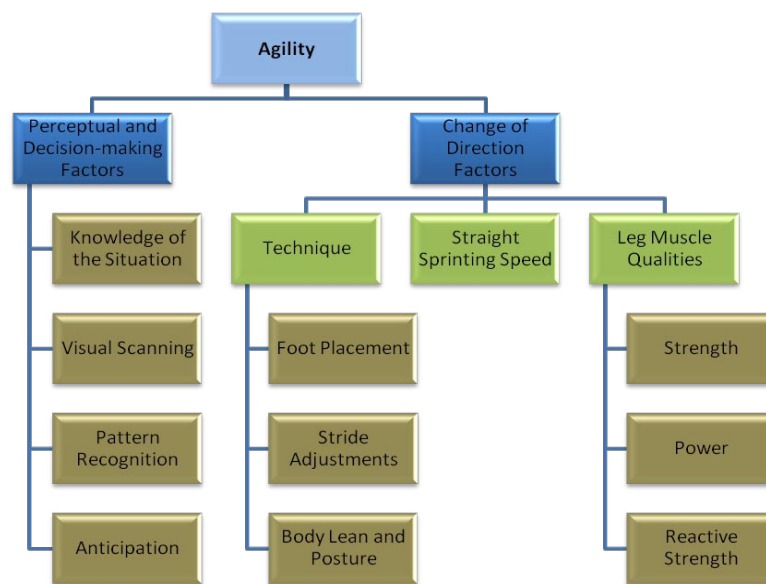 Agility
Perceptual and
Decision-making
Factors
Change of
Direction
Factors
Knowledge of
the Situation
Visual Scanning
Pattern
Recognition
Anticipation
Technique
Foot Placement
Stride
Adjustments
Body Lean and
Posture
Straight
Sprinting Speed
Leg Muscle
Qualities
Strength
Power
Reactive
Strength